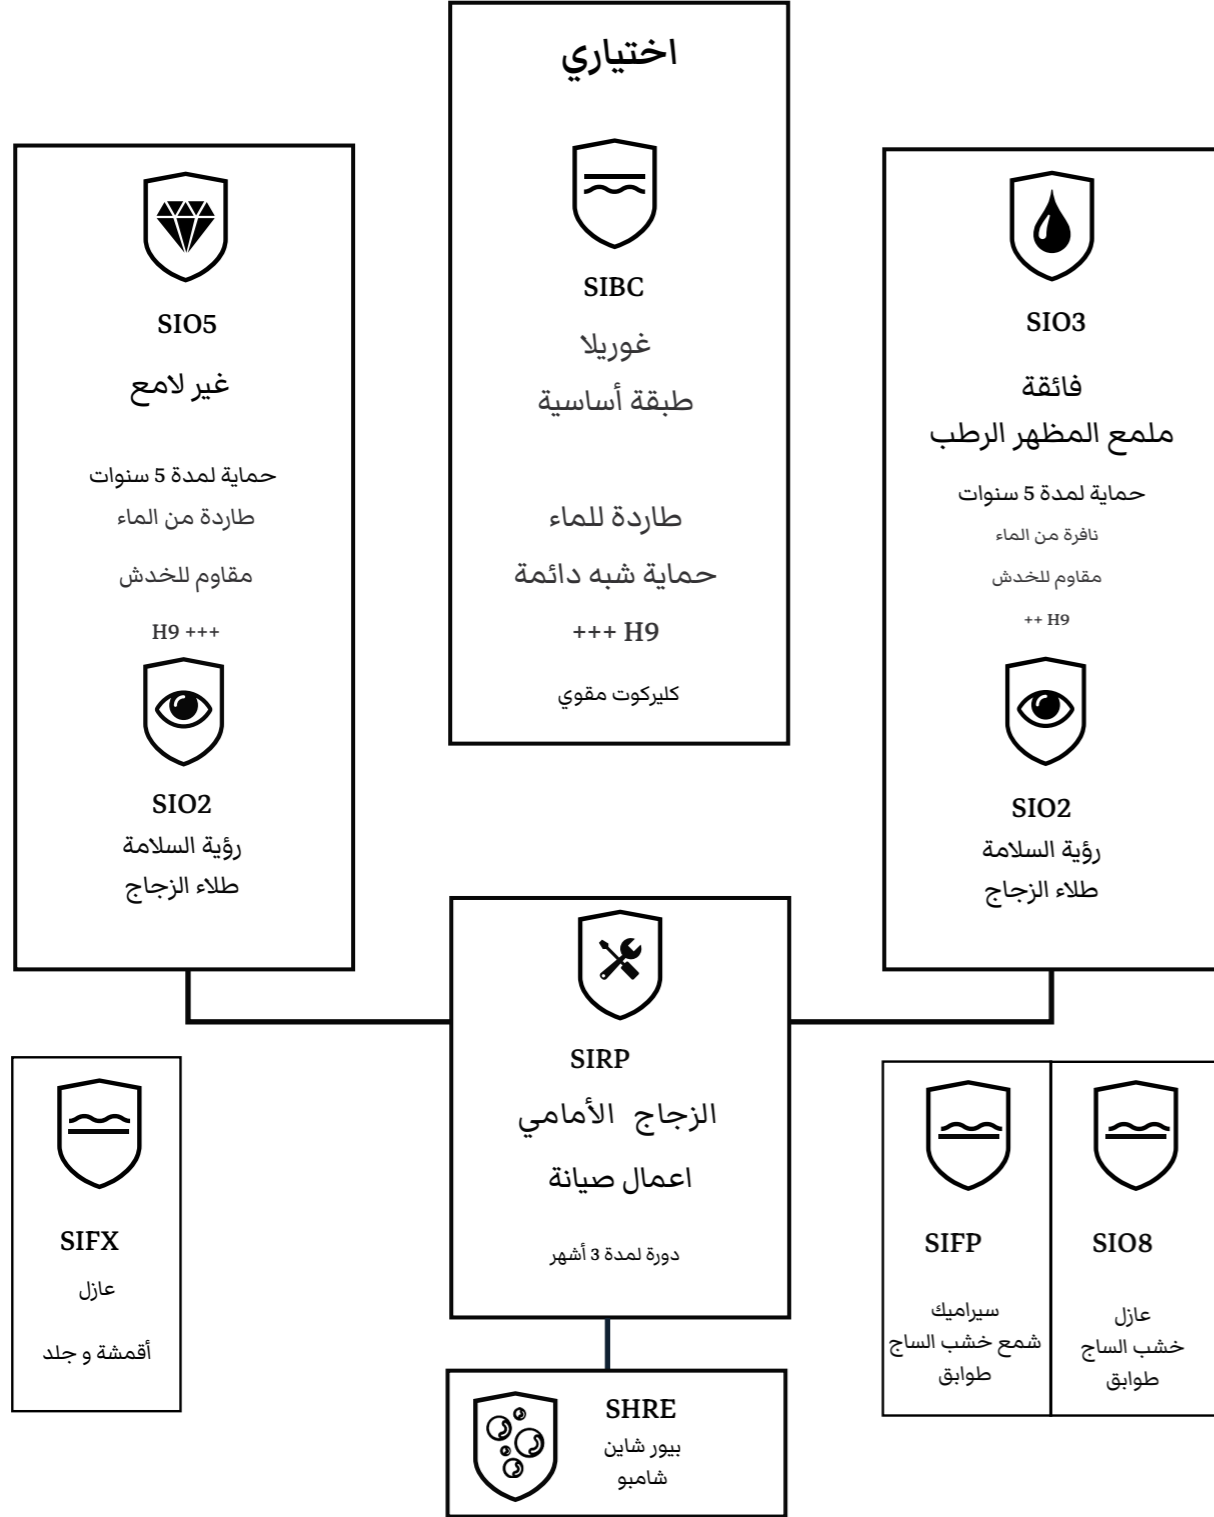 اختياري
SIBC
غوريلا
طبقة أساسية
طاردة للماء
حماية شبه دائمة
+++ H9
كليركوت مقوي
SIO3
فائقة
ملمع المظهر الرطب
حماية لمدة 5 سنوات
نافرة من الماء
مقاوم للخدش
++ H9
SIO2
رؤية السلامة
طلاء الزجاج
SIO5
غير لامع
حماية لمدة 5 سنوات
طاردة من الماء
مقاوم للخدش
H9 +++
SIO2
رؤية السلامة
طلاء الزجاج
SIRP
الزجاج الأمامي
اعمال صيانة
دورة لمدة 3 أشهر
SIO8
عازل
خشب الساج
طوابق
SIFP
سيراميك
شمع خشب الساج
طوابق
SIFX
عازل
أقمشة و جلد
SHRE
بيور شاين
شامبو